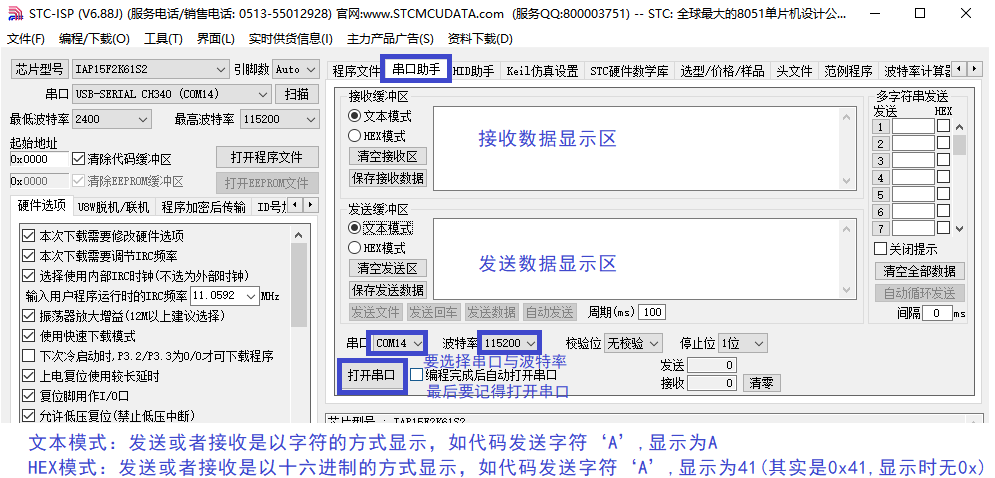 STC-ISP (V6.88J) (服务电话/销售电话: 0513-55012928) 官网:www.STCMCUDATA.com (服务QQ:800003751) -- STC: 全球最大的8051单片机设计公...
文件(F) 编程/下载(O) 工具(T) 界面(L) 实时供货信息(I) 主力产品广告(S) 资料下载(D)
芯片型号 IAP15F2K61S2 引脚数 Auto
串口 USB-SERIAL CH340 (COM14) 扫描
最低波特率 2400 最高波特率 115200
起始地址
0x0000 清除代码缓冲区 打开程序文件
0x0000 清除EEPROM缓冲区 打开EEPROM文件
硬件选项 U8W脱机/联机 程序加密后传输 ID号
本次下载需要修改硬件选项
本次下载需要调节IRC频率
选择使用内部IRC时钟(不选为外部时钟)
输入用户程序运行时的IRC频率 11.0592 MHz
振荡器放大增益(12M以上建议选择)
使用快速下载模式
下次冷启动时,P3.2/P3.3为0/0才可下载程序
上电复位使用较长延时
复位脚用作I/O口
允许低压复位(禁止低压中断)
程序文件 串口助手 HID助手 Keil仿真设置 STC硬件数学库 选型/价格/样品 头文件 范例程序 波特率计算器
接收缓冲区
文本模式
HEX模式
清空接收区
保存接收数据
接收数据显示区
发送缓冲区
文本模式
HEX模式
清空发送区
保存发送数据
发送数据显示区
发送文件 发送回车 发送数据 自动发送 周期(ms) 100
多字符串发送
发送 HEX
1
2
3
4
5
6
7
关闭提示
清空全部数据
自动循环发送
间隔 0 ms
串口 COM14 波特率 115200 校验位 无校验 停止位 1位
要选择串口与波特率
打开串口 编程完成后自动打开串口
最后要记得打开串口
发送 0
接收 0 清零
芯片型号 : IAP15F2K61S2
文本模式：发送或者接收是以字符的方式显示，如代码发送字符‘A’,显示为A
HEX模式：发送或者接收是以十六进制的方式显示，如代码发送字符‘A’,显示为41(其实是0x41,显示时无0x)